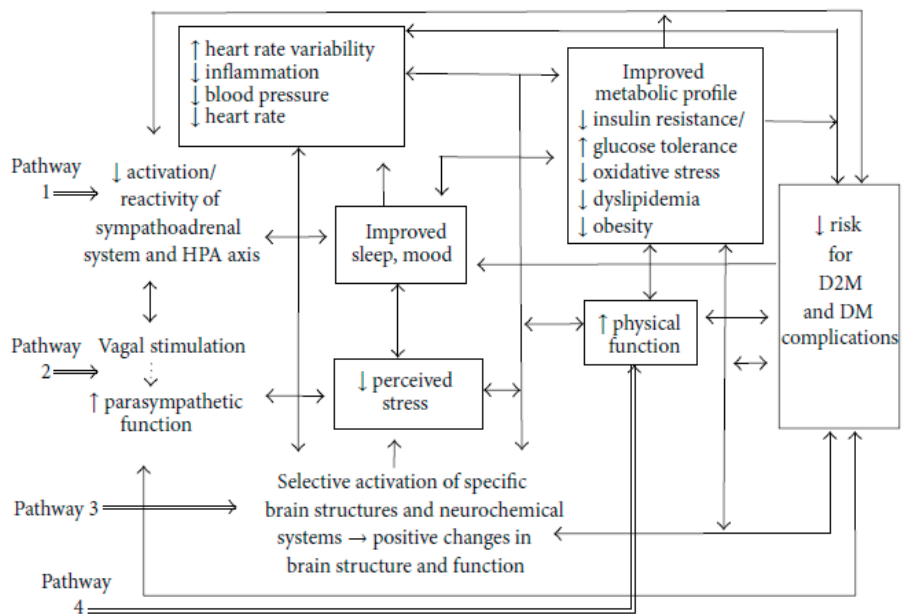 ↑ heart rate variability
↓ inflammation
↓ blood pressure
↓ heart rate
Improved
metabolic profile
↓ insulin resistance/
↑ glucose tolerance
↓ oxidative stress
↓ dyslipidemia
↓ obesity
Pathway
1
↓ activation/
reactivity of
sympathoadrenal
system and HPA axis
Improved
sleep, mood
↓ risk
for
D2M
and DM
complications
↑ physical
function
Pathway
2
Vagal stimulation
↑ parasympathetic
function
↓ perceived
stress
Pathway 3
Selective activation of specific
brain structures and neurochemical
systems → positive changes in
brain structure and function
Pathway
4